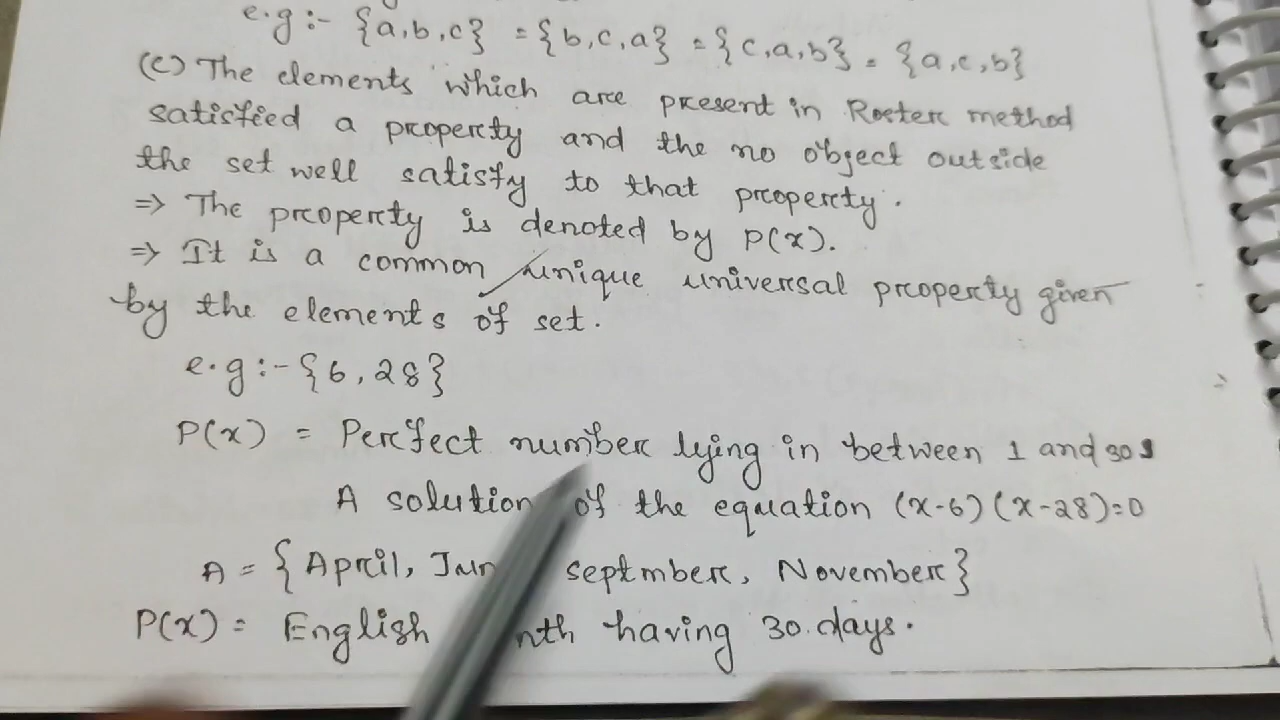 e.g :- {a,b,c} = {b,c,a} = {c,a,b} = {a,c,b}
(c) The elements which are present in Roster method
satisfied a property and the no object outside
the set well satisfy to that property.
=> The property is denoted by P(x).
=> It is a common unique universal property given
by the elements of set.
e.g :- {6, 28}
P(x) = Perfect number lying in between 1 and 30
A solution of the equation (x-6)(x-28)=0
A = {April, septmber, November}
P(x) = English having 30 days.